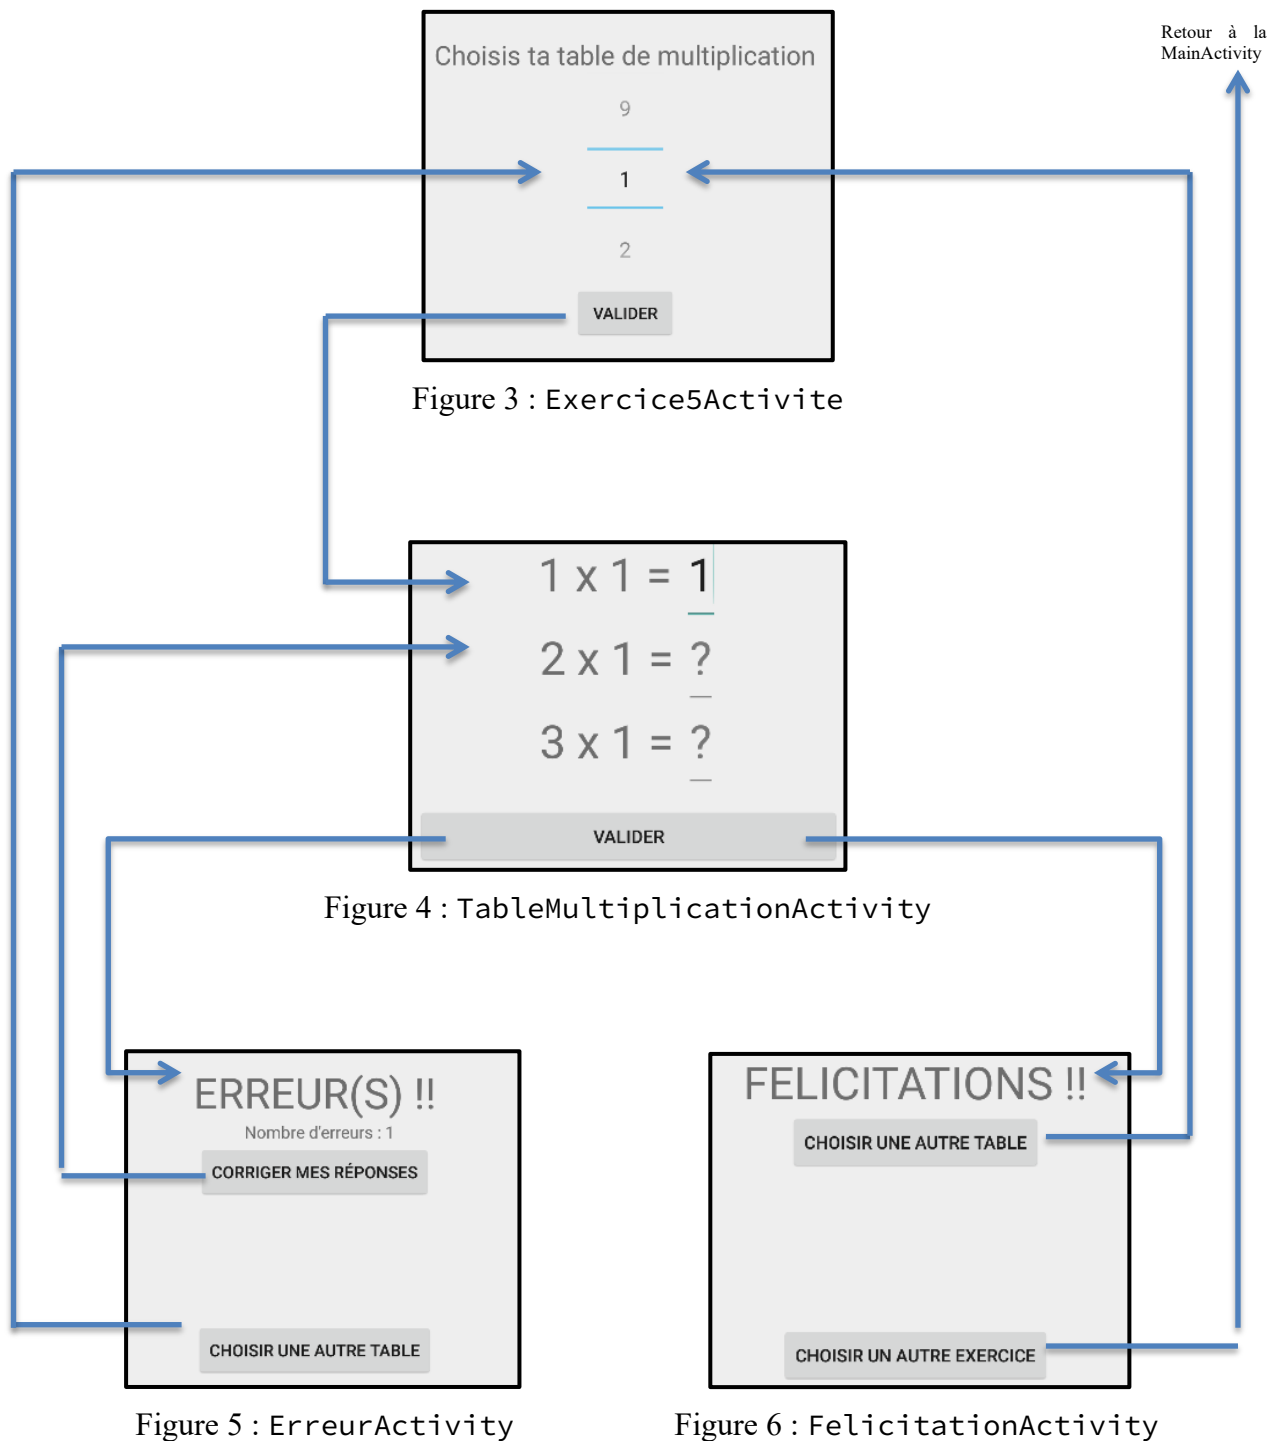 Retour à la
MainActivity
Choisis ta table de multiplication
9
1
2
VALIDER
Figure 3 : Exercice5Activite
1 x 1 = 1
2 x 1 = ?
3 x 1 = ?
VALIDER
Figure 4 : TableMultiplicationActivity
ERREUR(S) !!
Nombre d'erreurs : 1
CORRIGER MES RÉPONSES
CHOISIR UNE AUTRE TABLE
Figure 5 : ErreurActivity
FELICITATIONS !!
CHOISIR UNE AUTRE TABLE
CHOISIR UN AUTRE EXERCICE
Figure 6 : FelicitationActivity